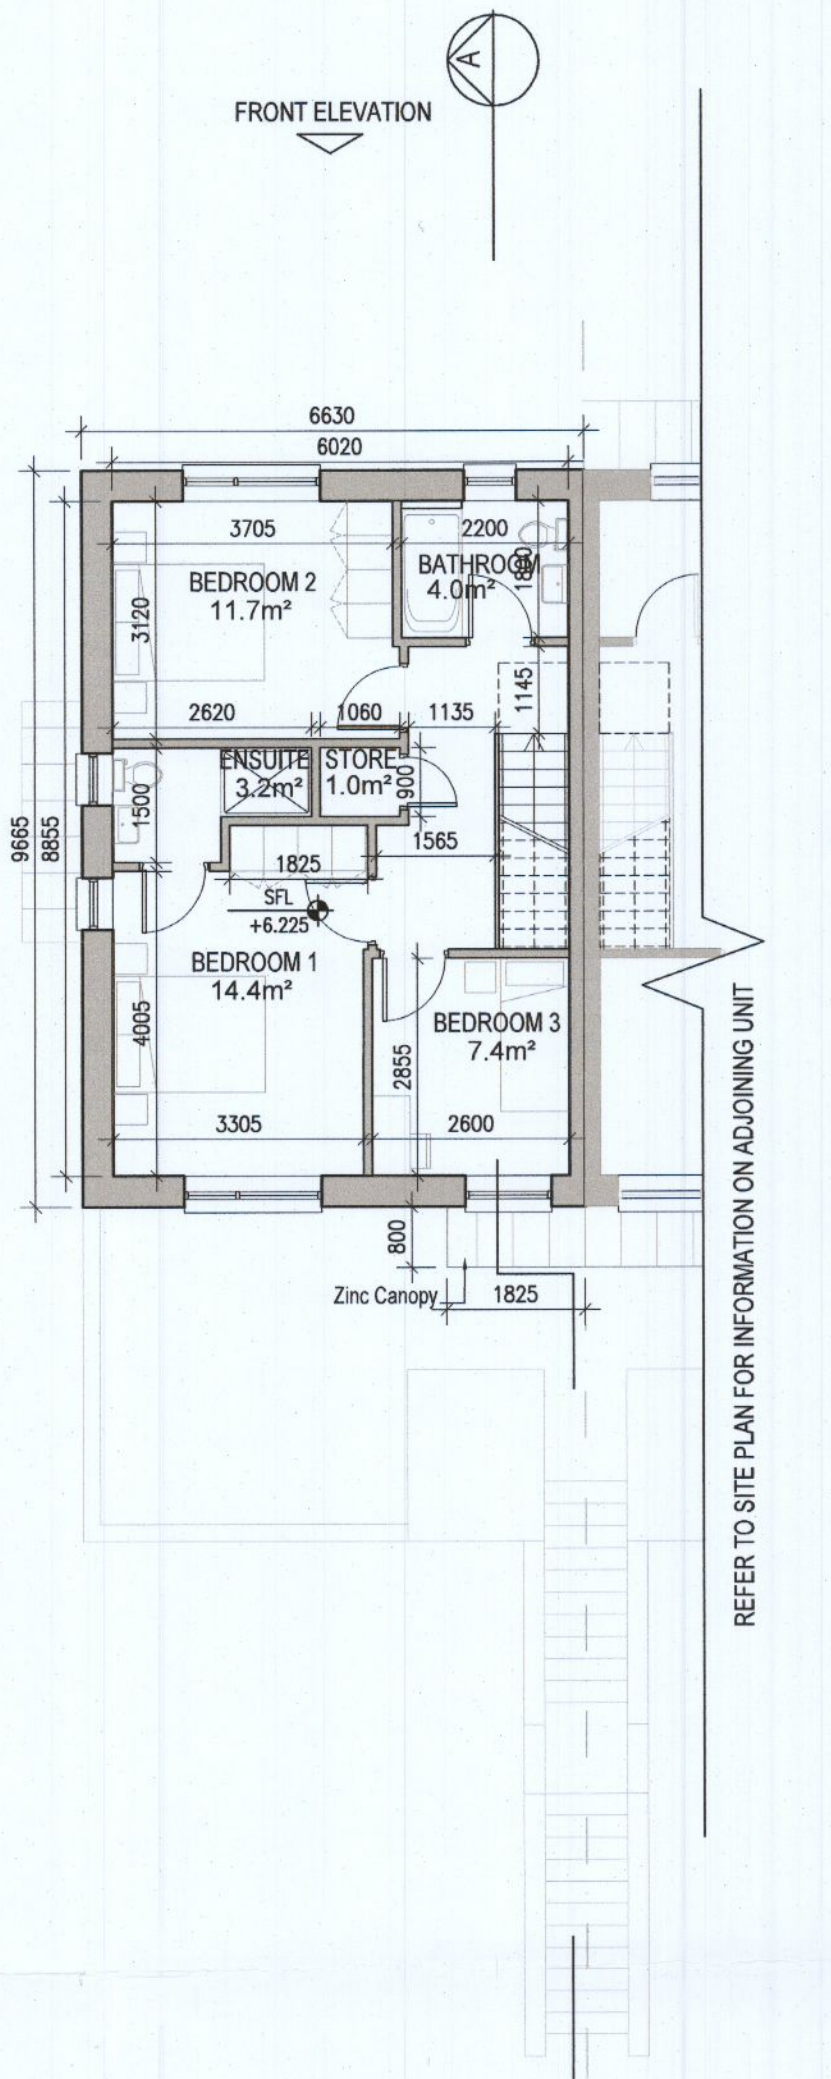 A
FRONT ELEVATION
6630
6020
3705
2200
BEDROOM 2
11.7m²
BATHROOM
4.0m²
1800
3120
2620
1060
1135
1145
ENSUITE
3.2m²
STORE
1.0m²
900
1500
9665
8855
1825
1565
SFL
+6.225
BEDROOM 1
14.4m²
BEDROOM 3
7.4m²
4005
2855
3305
2600
800
Zinc Canopy
1825
REFER TO SITE PLAN FOR INFORMATION ON ADJOINING UNIT